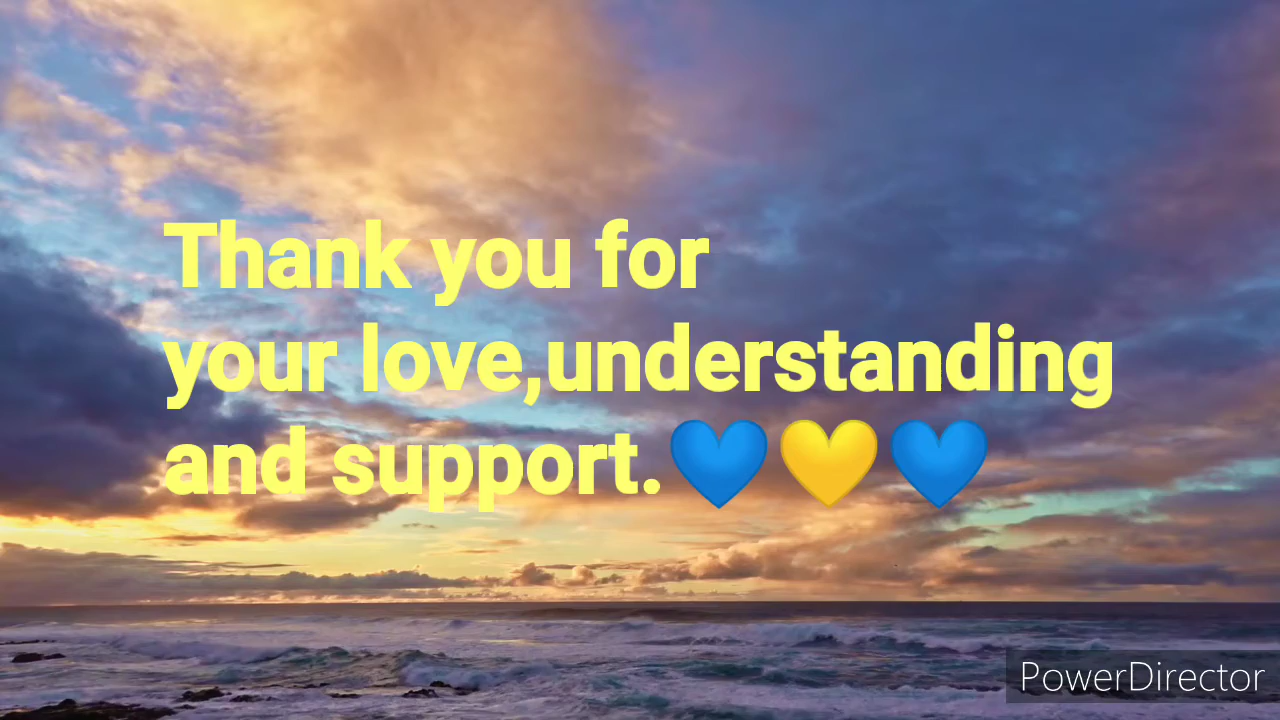 Thank you for
your love,understanding
and support.💙💛💙
PowerDirector